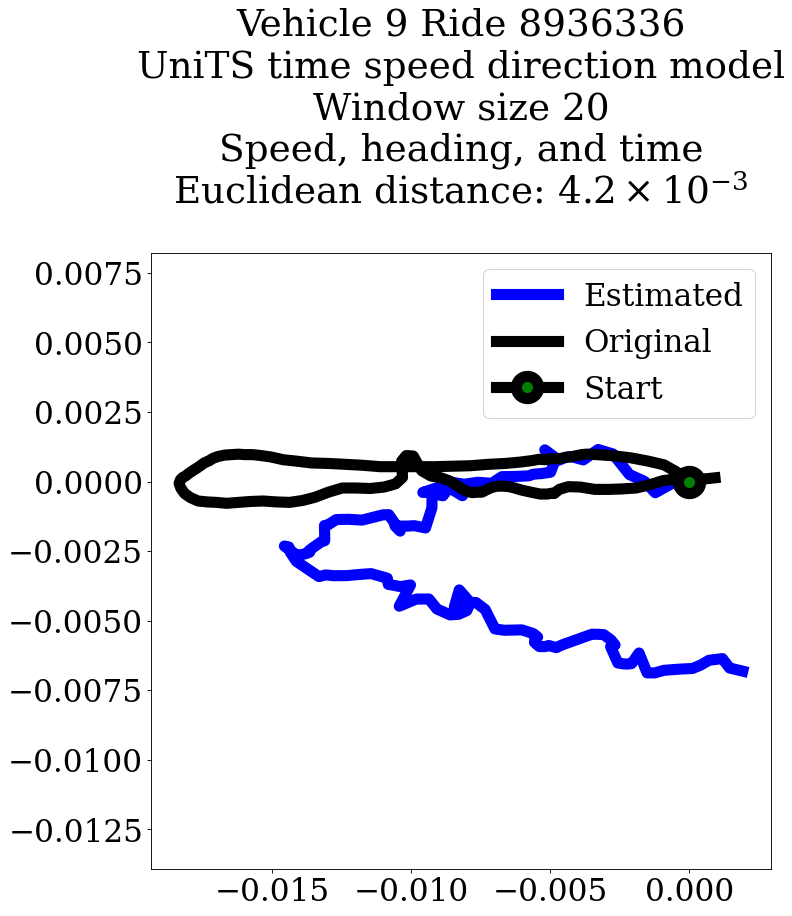 Vehicle 9 Ride 8936336
UniTS time speed direction model
Window size 20
Speed, heading, and time
Euclidean distance: 4.2 × 10⁻³
Estimated
Original
Start
0.0075
0.0050
0.0025
0.0000
−0.0025
−0.0050
−0.0075
−0.0100
−0.0125
−0.015 −0.010 −0.005 0.000